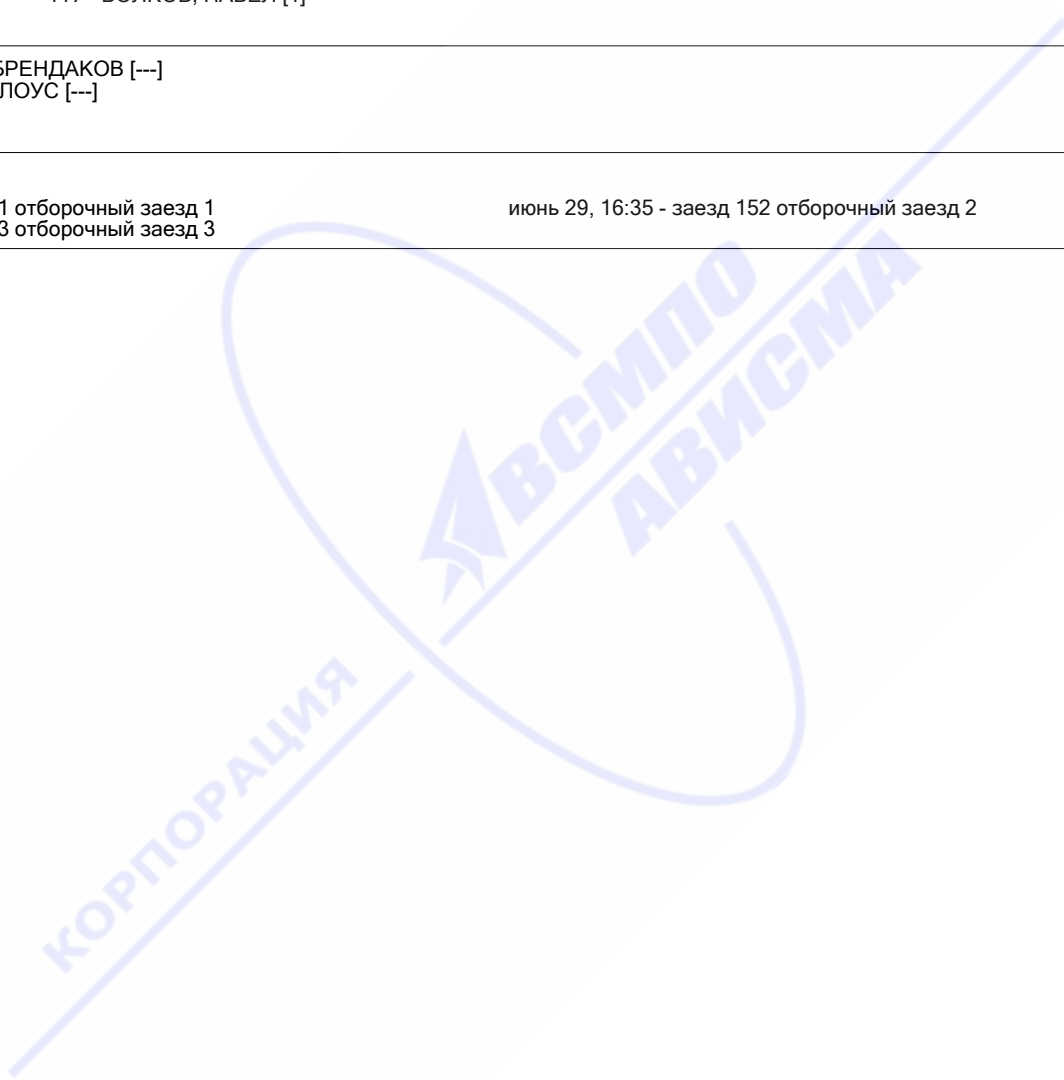 БРЕНДАКОВ [---]
ЛОУС [---]
1 отборочный заезд 1
июнь 29, 16:35 - заезд 152 отборочный заезд 2
3 отборочный заезд 3
ВСМПО
АВИСМА
КОРПОРАЦИЯ